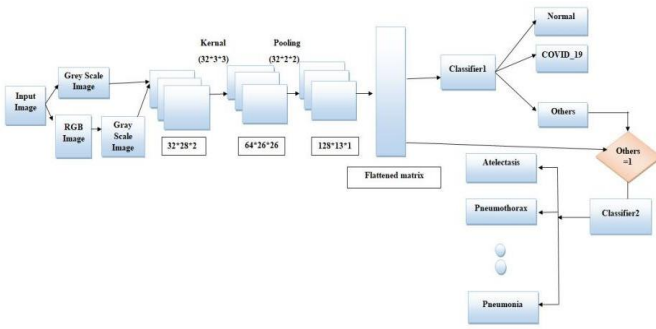 Input
Image
Grey Scale
Image
RGB
Image
Gray
Scale
Image
32*28*2
Kernal
(32*3*3)
64*26*26
Pooling
(32*2*2)
128*13*1
Flattened matrix
Classifier1
Normal
COVID_19
Others
Others
=1
Classifier2
Atelectasis
Pneumothorax
Pneumonia